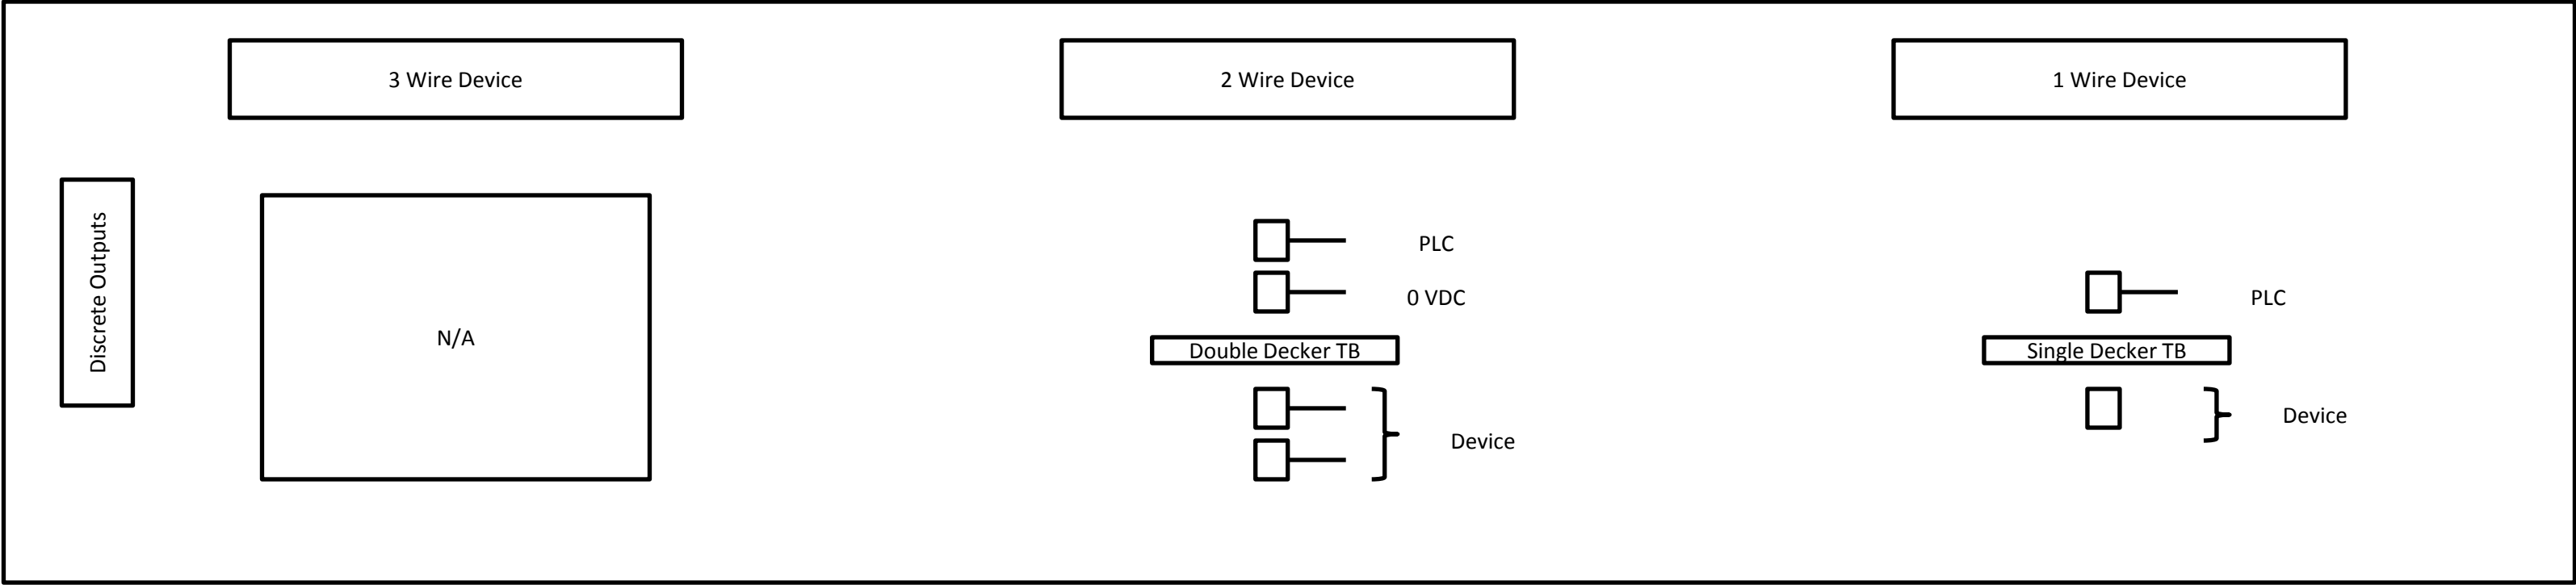 3 Wire Device
2 Wire Device
1 Wire Device
Discrete Outputs
N/A
PLC
0 VDC
Double Decker TB
Device
PLC
Single Decker TB
Device